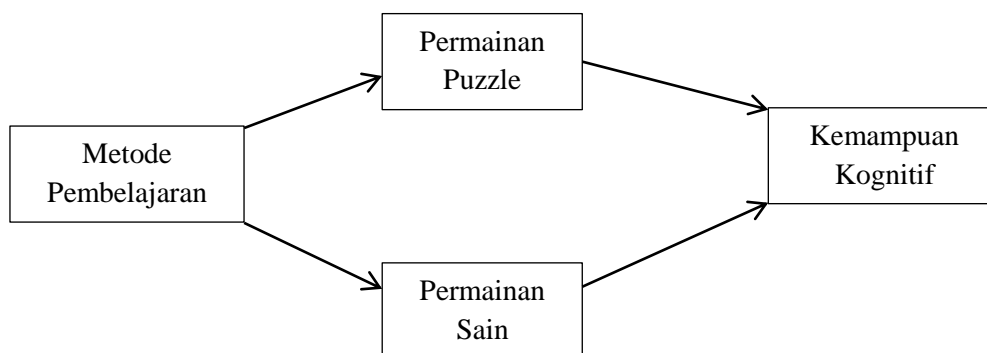 Permainan
Puzzle
Metode
Pembelajaran
Kemampuan
Kognitif
Permainan
Sain